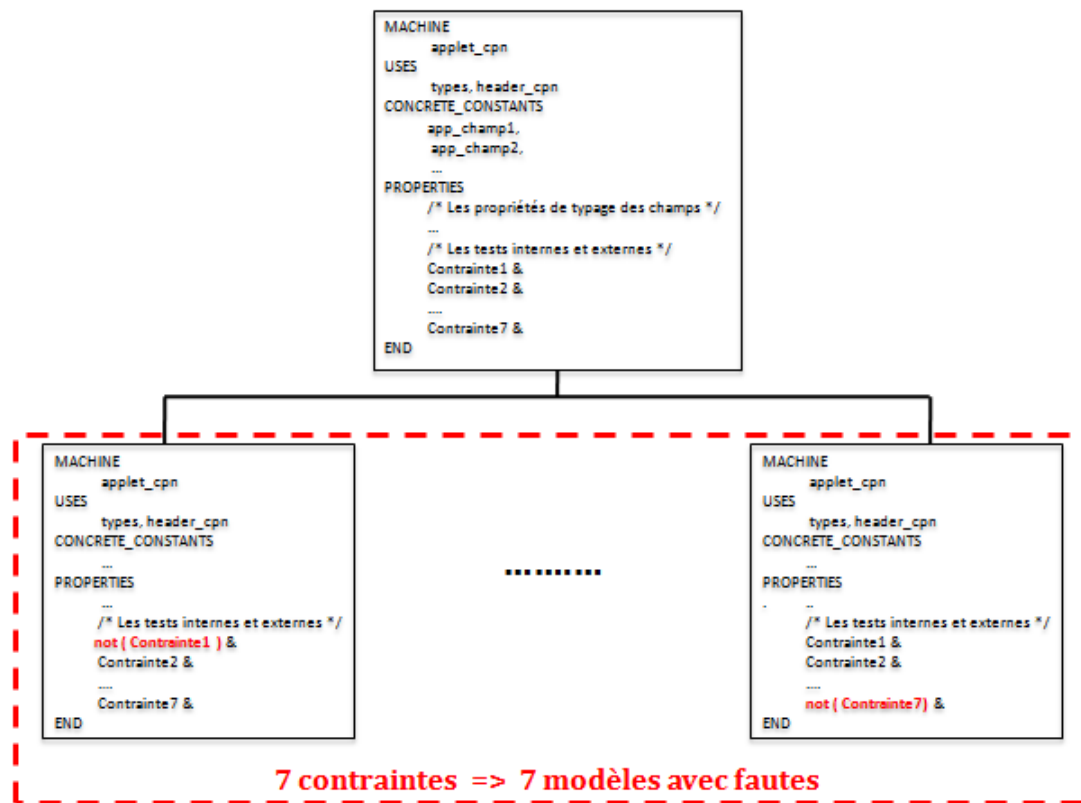 MACHINE
applet_cpn
USES
types, header_cpn
CONCRETE_CONSTANTS
app_champ1,
app_champ2,
...
PROPERTIES
/* Les propriétés de typage des champs */
...
/* Les tests internes et externes */
Contrainte1 &
Contrainte2 &
....
Contrainte7 &
END
MACHINE
applet_cpn
USES
types, header_cpn
CONCRETE_CONSTANTS
...
PROPERTIES
...
/* Les tests internes et externes */
not ( Contrainte1 ) &
Contrainte2 &
....
Contrainte7 &
END
..........
MACHINE
applet_cpn
USES
types, header_cpn
CONCRETE_CONSTANTS
...
PROPERTIES
. ..
/* Les tests internes et externes */
Contrainte1 &
Contrainte2 &
....
not ( Contrainte7) &
END
7 contraintes => 7 modèles avec fautes